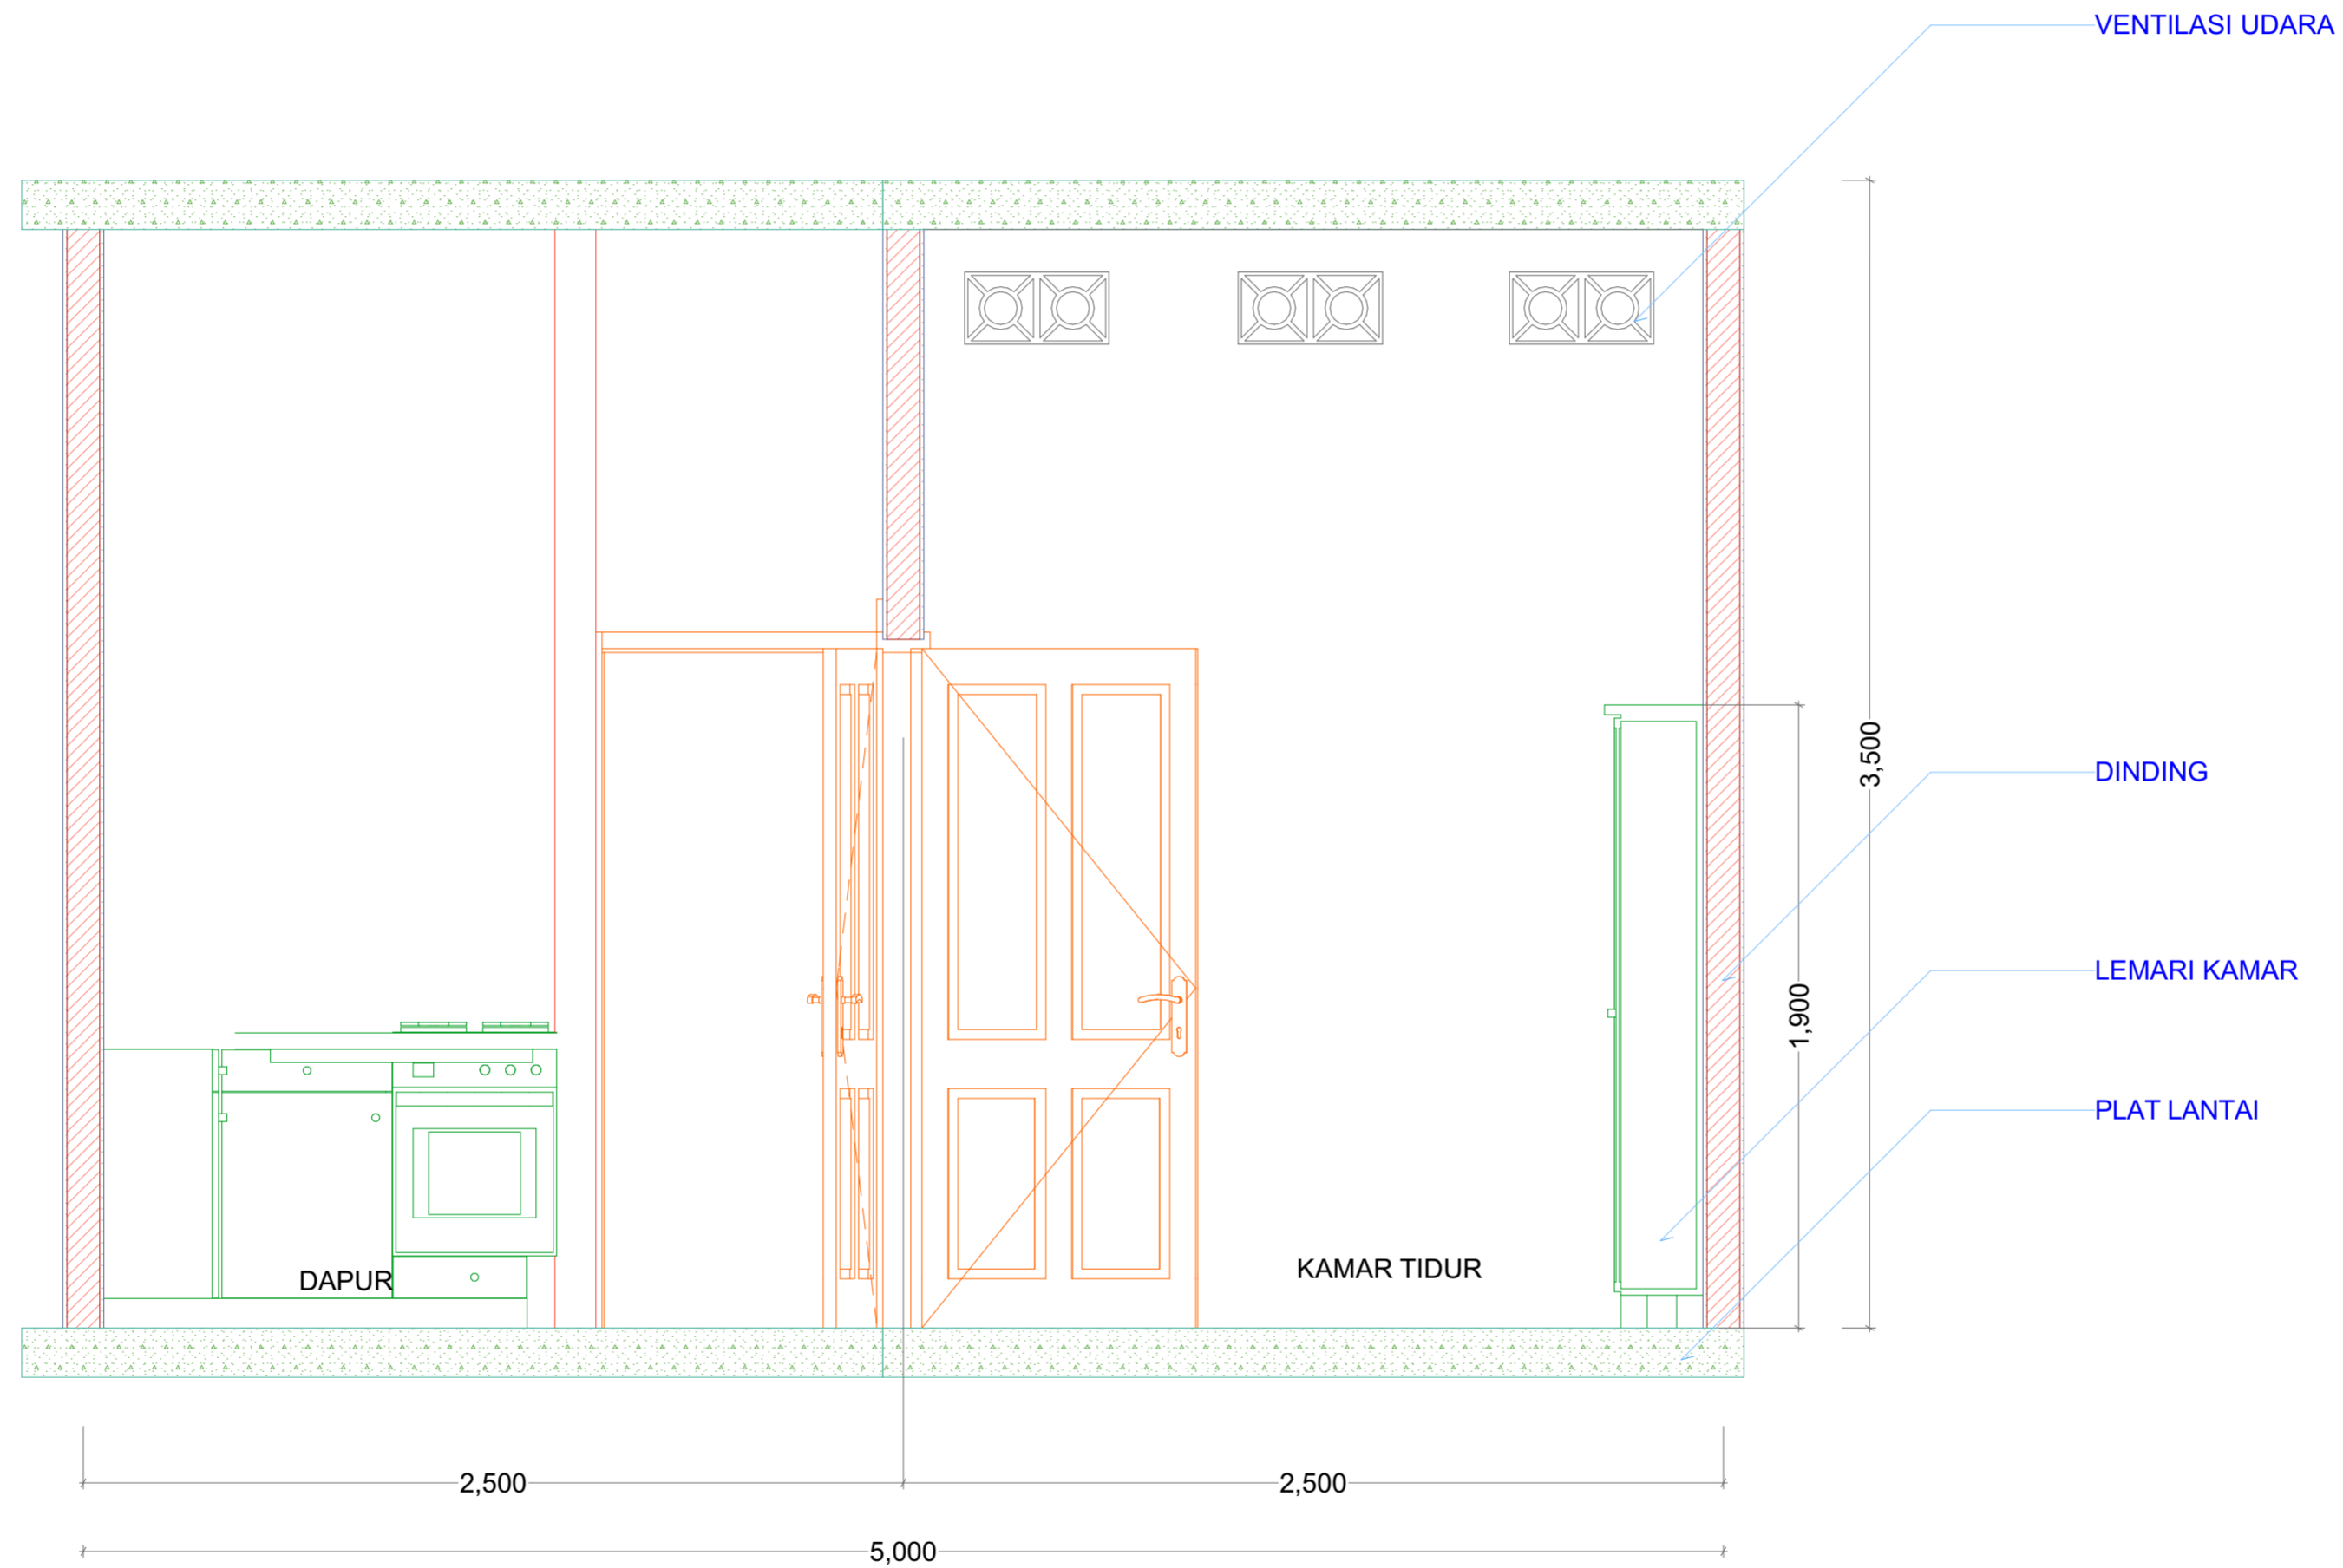 VENTILASI UDARA
3,500
DINDING
LEMARI KAMAR
1,900
PLAT LANTAI
DAPUR
KAMAR TIDUR
2,500
2,500
5,000